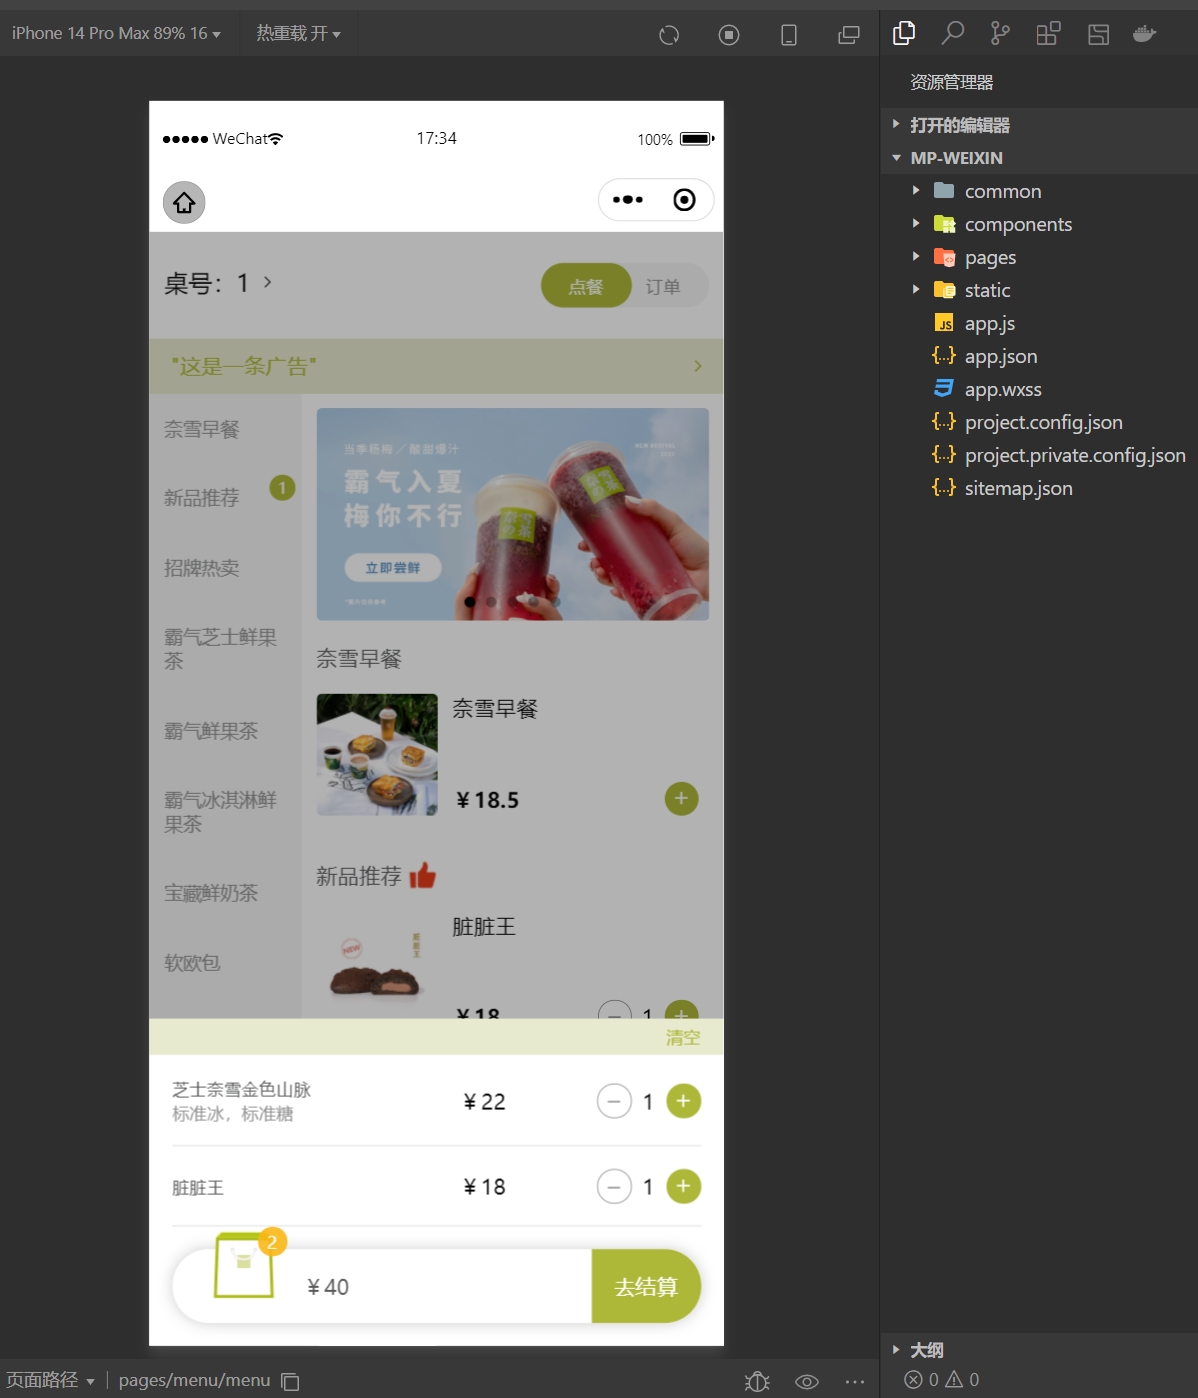 iPhone 14 Pro Max 89% 16
热重载 开
资源管理器
打开的编辑器
MP-WEIXIN
common
components
pages
static
JS app.js
{..} app.json
app.wxss
{..} project.config.json
{..} project.private.config.json
{..} sitemap.json
WeChat
17:34
100%
桌号：1 >
点餐
订单
"这是一条广告"
奈雪早餐
新品推荐
1
招牌热卖
霸气芝士鲜果
茶
霸气鲜果茶
霸气冰淇淋鲜
果茶
宝藏鲜奶茶
软欧包
当季杨梅／酸甜爆汁
霸气入夏
梅你不行
立即尝鲜
NEW ARRIVAL
奈雪早餐
奈雪早餐
¥ 18.5
新品推荐
NEW
脏脏王
脏脏王
¥ 18
1
清空
芝士奈雪金色山脉
标准冰，标准糖
¥ 22
1
脏脏王
¥ 18
1
2
¥ 40
去结算
大纲
0
0
页面路径
pages/menu/menu